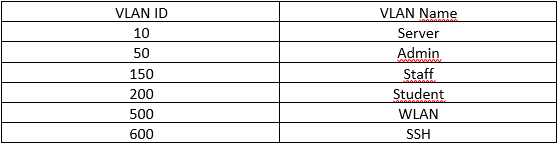 VLAN ID VLAN Name
10 Server
50 Admin
150 Staff
200 Student
500 WLAN
600 SSH